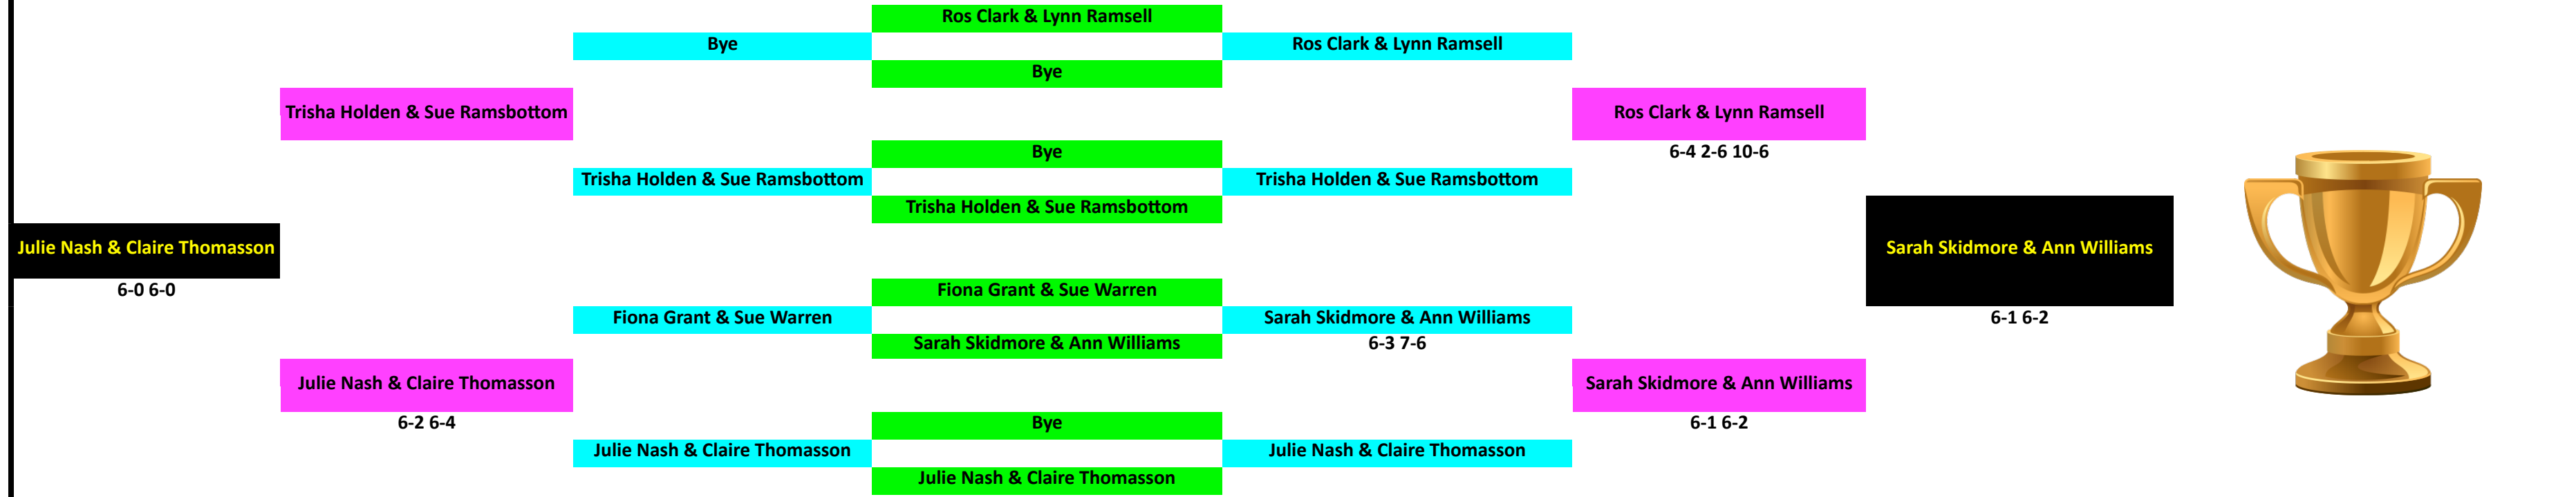 Ros Clark & Lynn Ramsell
Bye
Ros Clark & Lynn Ramsell
Bye
Trisha Holden & Sue Ramsbottom
Ros Clark & Lynn Ramsell
Bye
6-4 2-6 10-6
Trisha Holden & Sue Ramsbottom
Trisha Holden & Sue Ramsbottom
Trisha Holden & Sue Ramsbottom
Julie Nash & Claire Thomasson
Sarah Skidmore & Ann Williams
6-0 6-0
Fiona Grant & Sue Warren
Fiona Grant & Sue Warren
Sarah Skidmore & Ann Williams
6-1 6-2
Sarah Skidmore & Ann Williams
6-3 7-6
Julie Nash & Claire Thomasson
Sarah Skidmore & Ann Williams
6-2 6-4
Bye
6-1 6-2
Julie Nash & Claire Thomasson
Julie Nash & Claire Thomasson
Julie Nash & Claire Thomasson